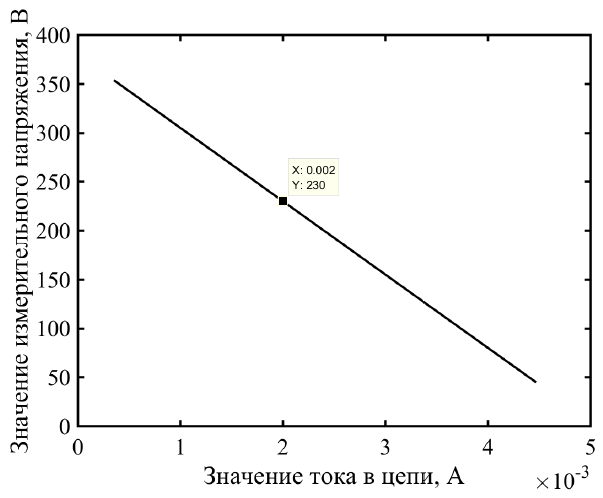 Значение измерительного напряжения, В
400
350
300
250
200
150
100
50
0
X: 0.002
Y: 230
0 1 2 3 4 5
Значение тока в цепи, А
×10⁻³